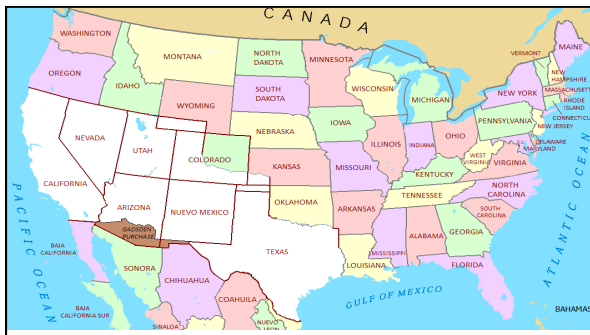 CANADA
WASHINGTON
MONTANA
NORTH
DAKOTA
MINNESOTA
VERMONT
MAINE
OREGON
IDAHO
SOUTH
DAKOTA
WISCONSIN
MICHIGAN
NEW YORK
NEW
HAMPSHIRE
MASSACHUSETTS
RHODE
ISLAND
CONNECTICUT
WYOMING
NEBRASKA
IOWA
PENNSYLVANIA
NEW JERSEY
NEVADA
UTAH
COLORADO
ILLINOIS
INDIANA
OHIO
DELAWARE
MARYLAND
WEST
VIRGINIA
VIRGINIA
KANSAS
MISSOURI
KENTUCKY
CALIFORNIA
ARIZONA
NUEVO MEXICO
OKLAHOMA
ARKANSAS
TENNESSEE
NORTH
CAROLINA
SOUTH
CAROLINA
GADSDEN
PURCHASE
TEXAS
LOUISIANA
MISSISSIPPI
ALABAMA
GEORGIA
FLORIDA
BAJA
CALIFORNIA
SONORA
CHIHUAHUA
COAHUILA
BAJA
CALIFORNIA SUR
SINALOA
NUEVO
LEON
PACIFIC OCEAN
GULF OF MEXICO
ATLANTIC OCEAN
BAHAMAS